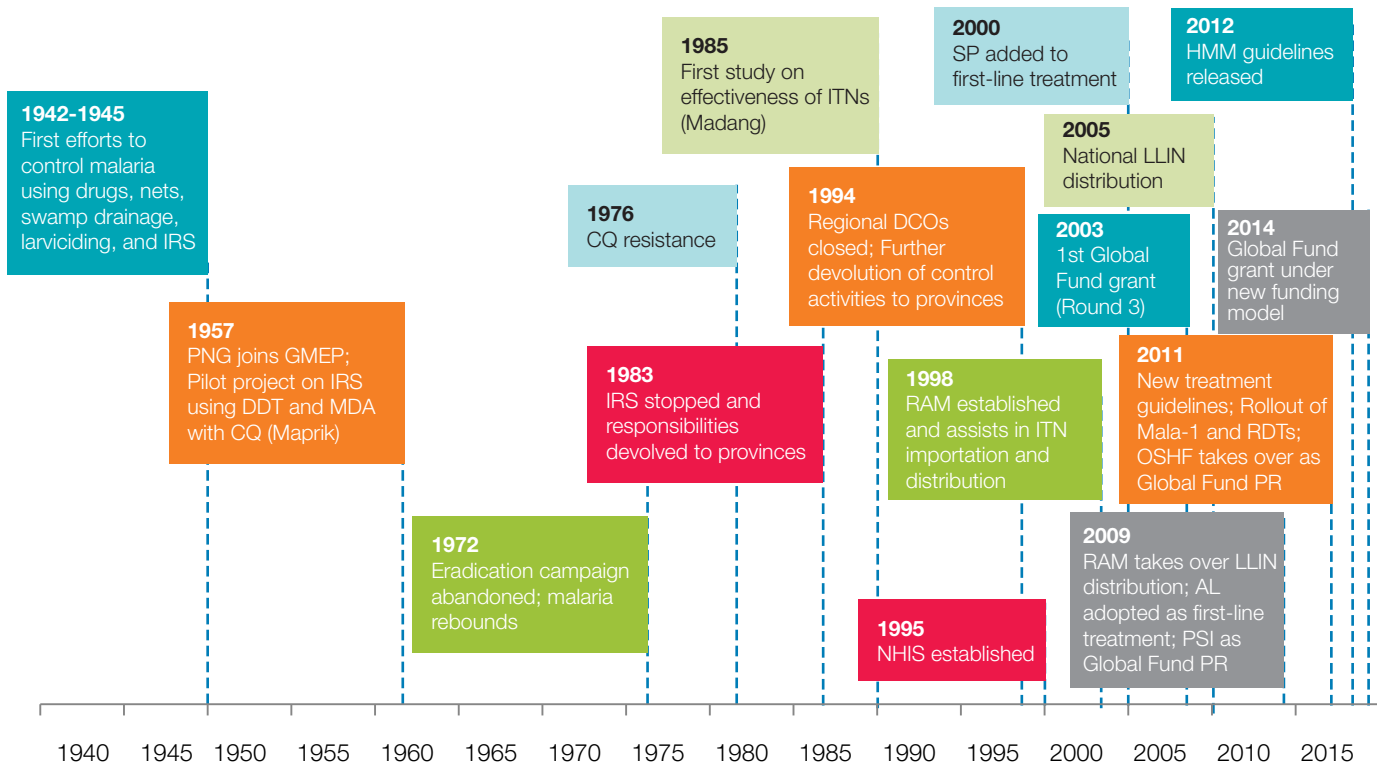 1942-1945
First efforts to
control malaria
using drugs, nets,
swamp drainage,
larviciding, and IRS
1957
PNG joins GMEP;
Pilot project on IRS
using DDT and MDA
with CQ (Maprik)
1972
Eradication campaign
abandoned; malaria
rebounds
1976
CQ resistance
1983
IRS stopped and
responsibilities
devolved to provinces
1985
First study on
effectiveness of ITNs
(Madang)
1994
Regional DCOs
closed; Further
devolution of control
activities to provinces
1995
NHIS established
1998
RAM established
and assists in ITN
importation and
distribution
2000
SP added to
first-line treatment
2003
1st Global
Fund grant
(Round 3)
2005
National LLIN
distribution
2009
RAM takes over LLIN
distribution; AL
adopted as first-line
treatment; PSI as
Global Fund PR
2011
New treatment
guidelines; Rollout of
Mala-1 and RDTs;
OSHF takes over as
Global Fund PR
2012
HMM guidelines
released
2014
Global Fund
grant under
new funding
model
1940 1945 1950 1955 1960 1965 1970 1975 1980 1985 1990 1995 2000 2005 2010 2015